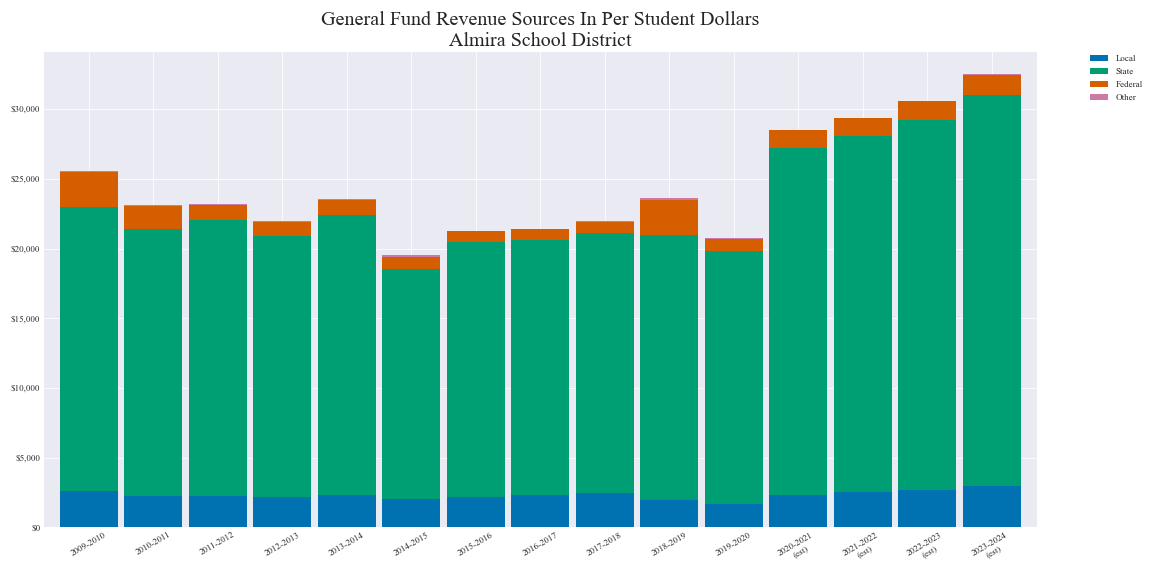 General Fund Revenue Sources In Per Student Dollars
Almira School District
Local
State
Federal
Other
$30,000
$25,000
$20,000
$15,000
$10,000
$5,000
$0
2009-2010
2010-2011
2011-2012
2012-2013
2013-2014
2014-2015
2015-2016
2016-2017
2017-2018
2018-2019
2019-2020
2020-2021
(est)
2021-2022
(est)
2022-2023
(est)
2023-2024
(est)